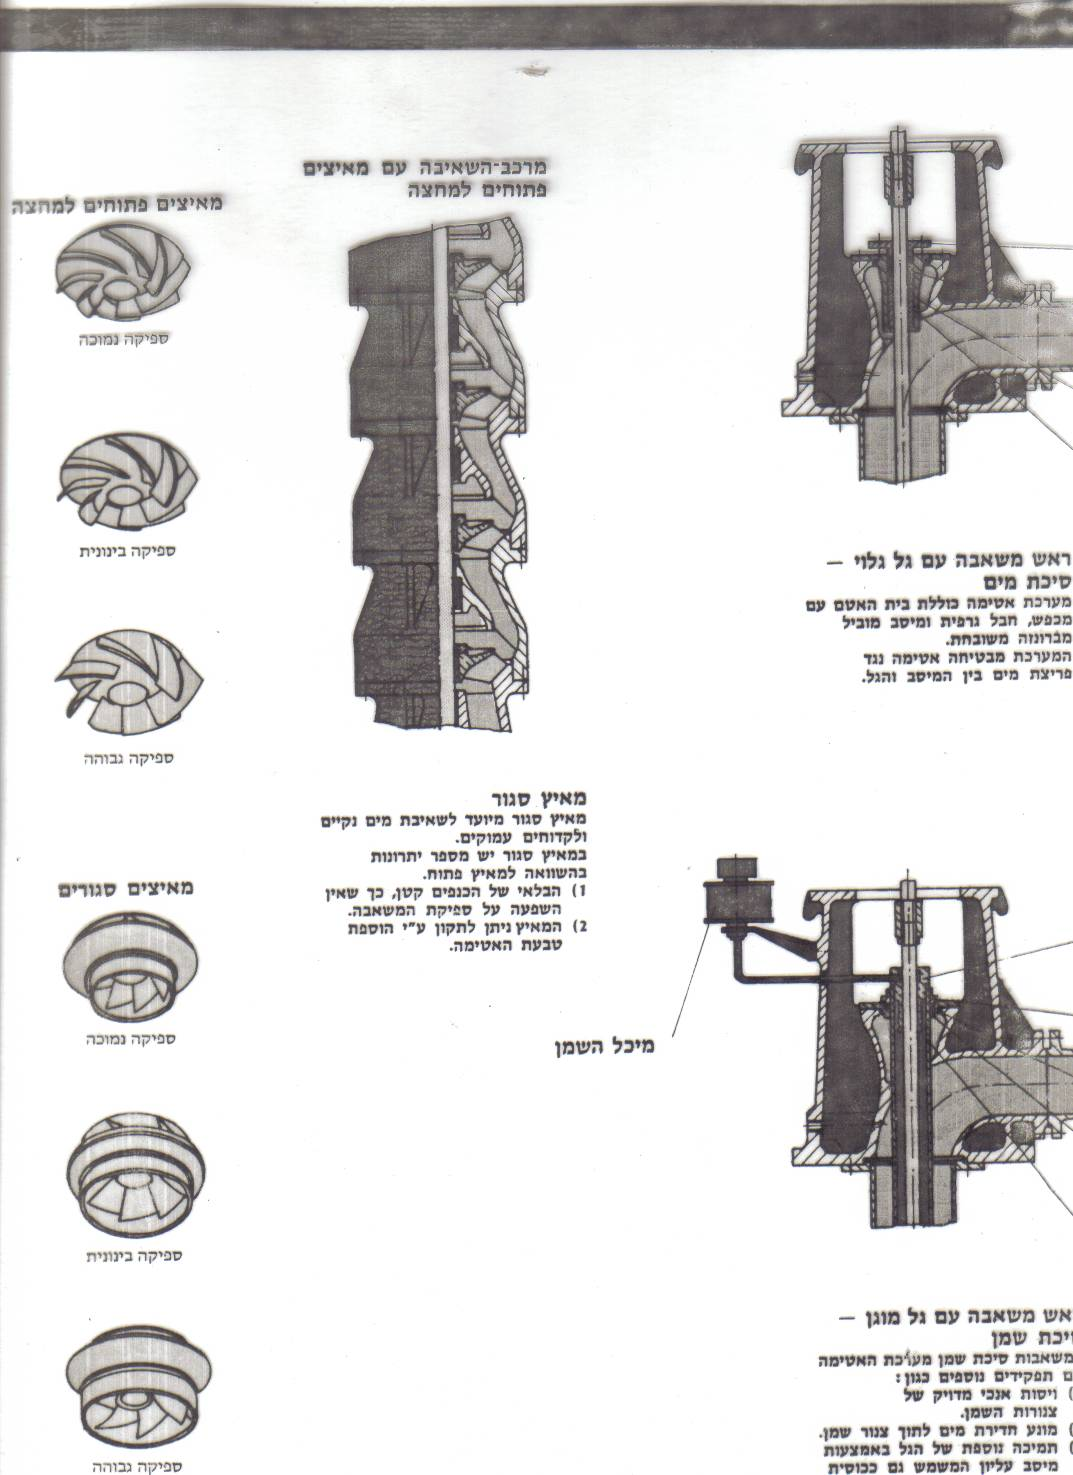 מרכב-השאיבה עם מאיצים
פתוחים למחצה
מאיצים פתוחים למחצה
ספיקה נמוכה
ספיקה בינונית
ספיקה גבוהה
ראש משאבה עם גל גלוי –
סיכת מים
מערכת אטימה כוללת בית האטם עם
מכפש, חבל גרפית ומיסב מוביל
מברונזה משובחת.
המערכת מבטיחה אטימה נגד
פריצת מים בין המיסב והגל.
מאיץ סגור
מאיץ סגור מיועד לשאיבת מים נקיים
ולקדוחים עמוקים.
במאיץ סגור יש מספר יתרונות
בהשוואה למאיץ פתוח.
1) הבלאי של הכנפים קטן, כך שאין
השפעה על ספיקת המשאבה.
2) המאיץ ניתן לתקון ע"י הוספת
טבעת האטימה.
מאיצים סגורים
ספיקה נמוכה
ספיקה בינונית
ספיקה גבוהה
מיכל השמן
משאבה עם גל מוגן –
שמן
סיכת שמן מערכת האטימה
תפקידים נוספים כגון:
ויסות אנכי מדויק של
צנורות השמן.
מונע חדירת מים לתוך צנור שמן.
תמיכה נוספת של הגל באמצעות
מיסב עליון המשמש גם ככוסית